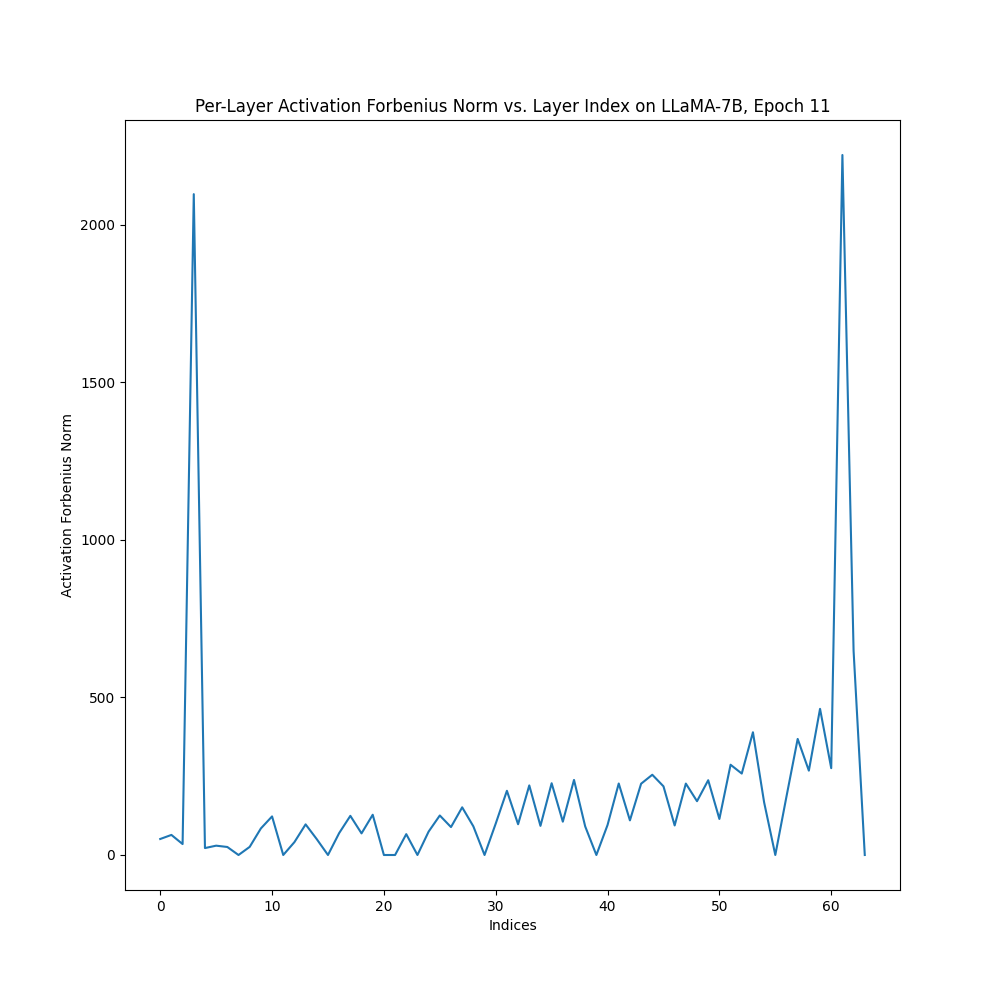 Per-Layer Activation Forbenius Norm vs. Layer Index on LLaMA-7B, Epoch 11
Activation Forbenius Norm
2000
1500
1000
500
0
0 10 20 30 40 50 60
Indices